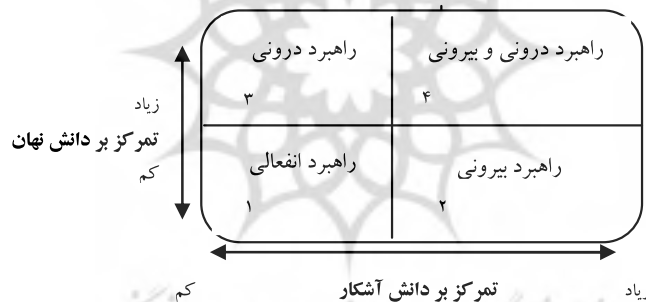 راهبرد درونی
راهبرد درونی و بیرونی
۳
۴
زیاد
تمرکز بر دانش نهان
کم
راهبرد انفعالی
راهبرد بیرونی
۱
۲
کم
تمرکز بر دانش آشکار
زیاد